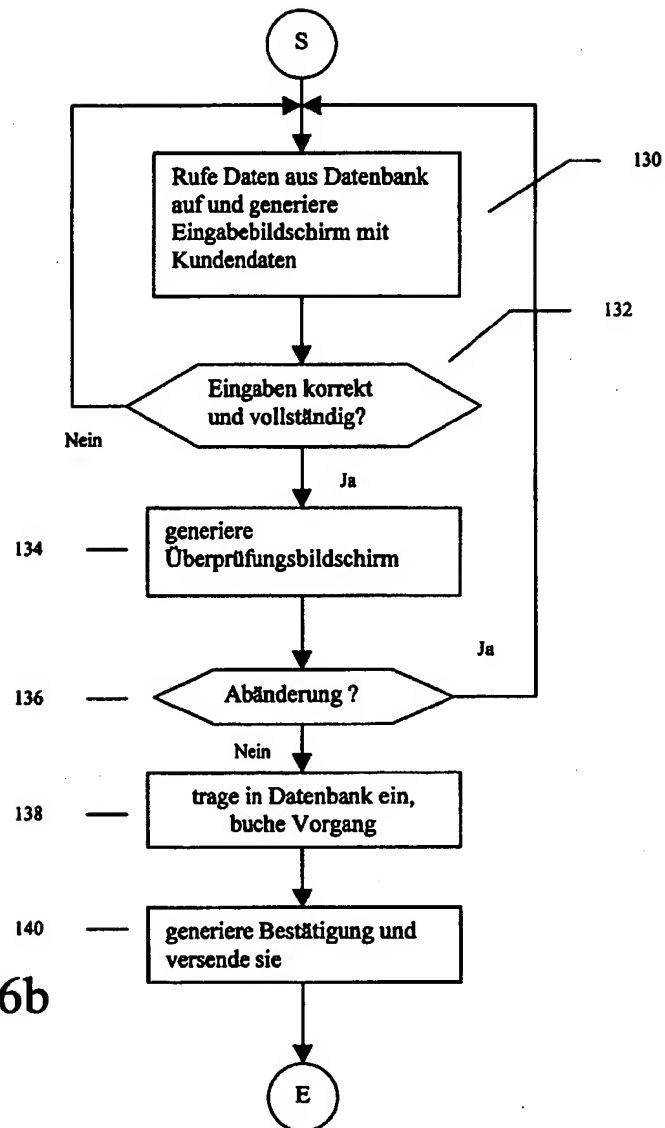 S
Rufe Daten aus Datenbank
auf und generiere
Eingabebildschirm mit
Kundendaten
130
132
Eingaben korrekt
und vollständig?
Nein
Ja
134
generiere
Überprüfungsbildschirm
Ja
136
Abänderung ?
Nein
138
trage in Datenbank ein,
buche Vorgang
140
generiere Bestätigung und
versende sie
6b
E